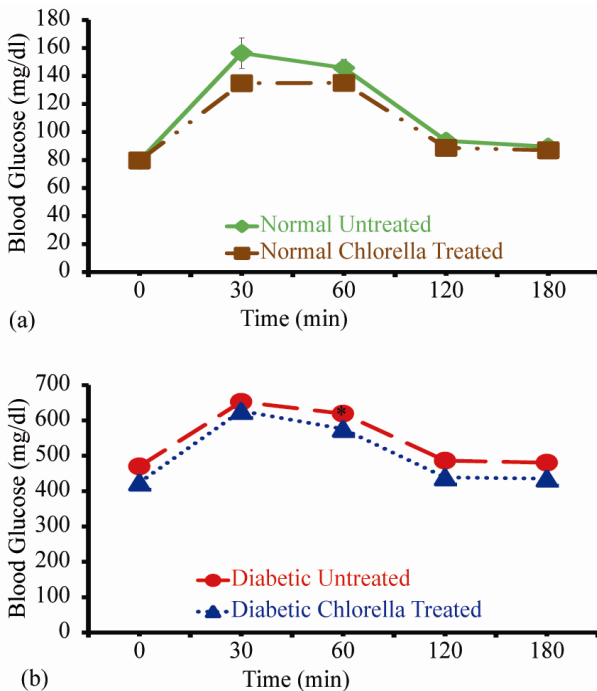 180
160
140
120
100
80
60
40
20
0
Blood Glucose (mg/dl)
Normal Untreated
Normal Chlorella Treated
0 30 60 120 180
Time (min)
(a)
700
600
500
400
300
200
100
0
Blood Glucose (mg/dl)
*
Diabetic Untreated
Diabetic Chlorella Treated
0 30 60 120 180
Time (min)
(b)